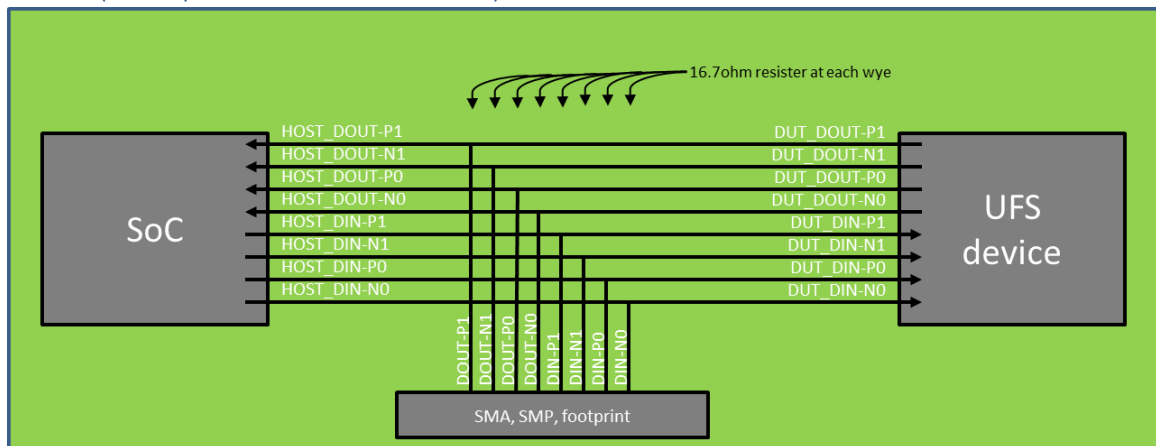 16.7ohm resister at each wye
HOST_DOUT-P1
DUT_DOUT-P1
HOST_DOUT-N1
DUT_DOUT-N1
HOST_DOUT-P0
DUT_DOUT-P0
HOST_DOUT-N0
DUT_DOUT-N0
HOST_DIN-P1
DUT_DIN-P1
HOST_DIN-N1
DUT_DIN-N1
HOST_DIN-P0
DUT_DIN-P0
HOST_DIN-N0
DUT_DIN-N0
SoC
UFS
device
DOUT-P1
DOUT-N1
DOUT-P0
DOUT-N0
DIN-P1
DIN-N1
DIN-P0
DIN-N0
SMA, SMP, footprint